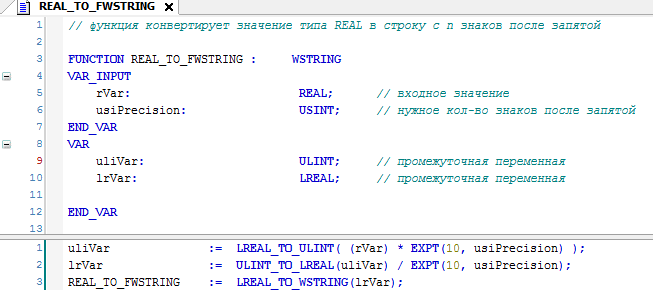 REAL_TO_FWSTRING ×
1 // функция конвертирует значение типа REAL в строку с n знаков после запятой
2
3 FUNCTION REAL_TO_FWSTRING : WSTRING
4 VAR_INPUT
5 rVar: REAL; // входное значение
6 usiPrecision: USINT; // нужное кол-во знаков после запятой
7 END_VAR
8 VAR
9 uliVar: ULINT; // промежуточная переменная
10 lrVar: LREAL; // промежуточная переменная
11
12 END_VAR
1 uliVar := LREAL_TO_ULINT( (rVar) * EXPT(10, usiPrecision) );
2 lrVar := ULINT_TO_LREAL(uliVar) / EXPT(10, usiPrecision);
3 REAL_TO_FWSTRING := LREAL_TO_WSTRING(lrVar);